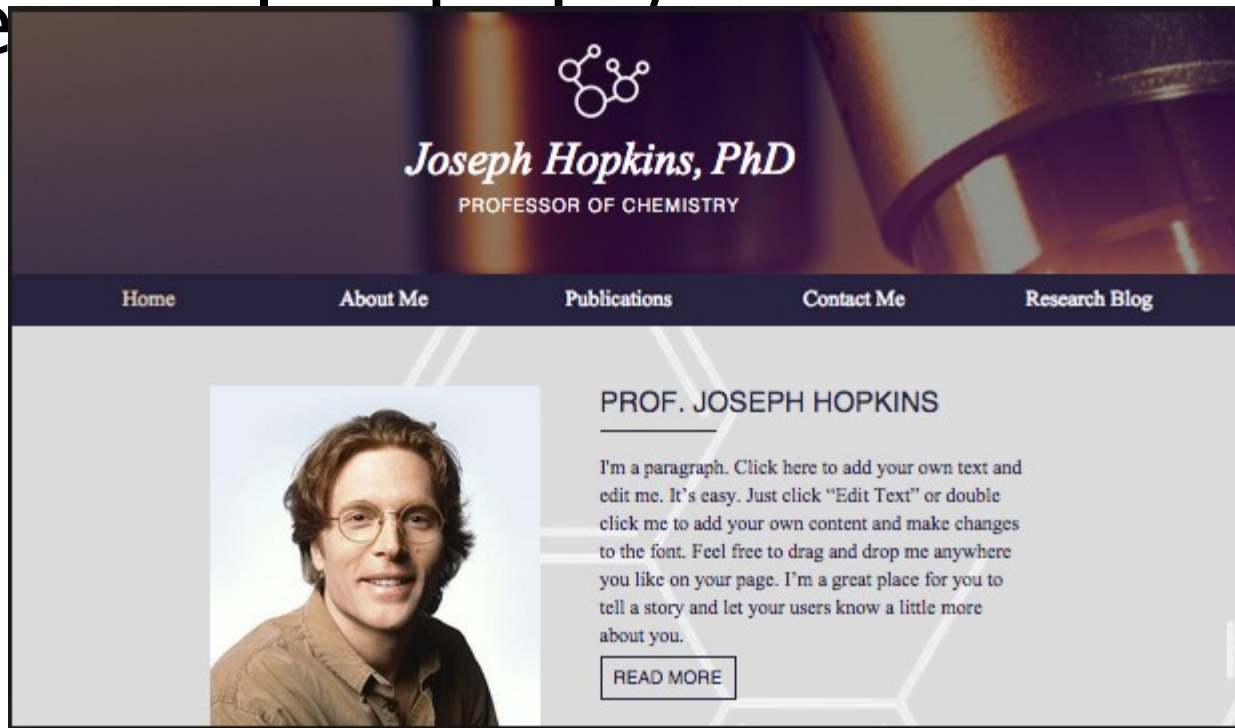 Joseph Hopkins, PhD
PROFESSOR OF CHEMISTRY
Home About Me Publications Contact Me Research Blog
PROF. JOSEPH HOPKINS
I'm a paragraph. Click here to add your own text and
edit me. It's easy. Just click “Edit Text” or double
click me to add your own content and make changes
to the font. Feel free to drag and drop me anywhere
you like on your page. I'm a great place for you to
tell a story and let your users know a little more
about you.
READ MORE